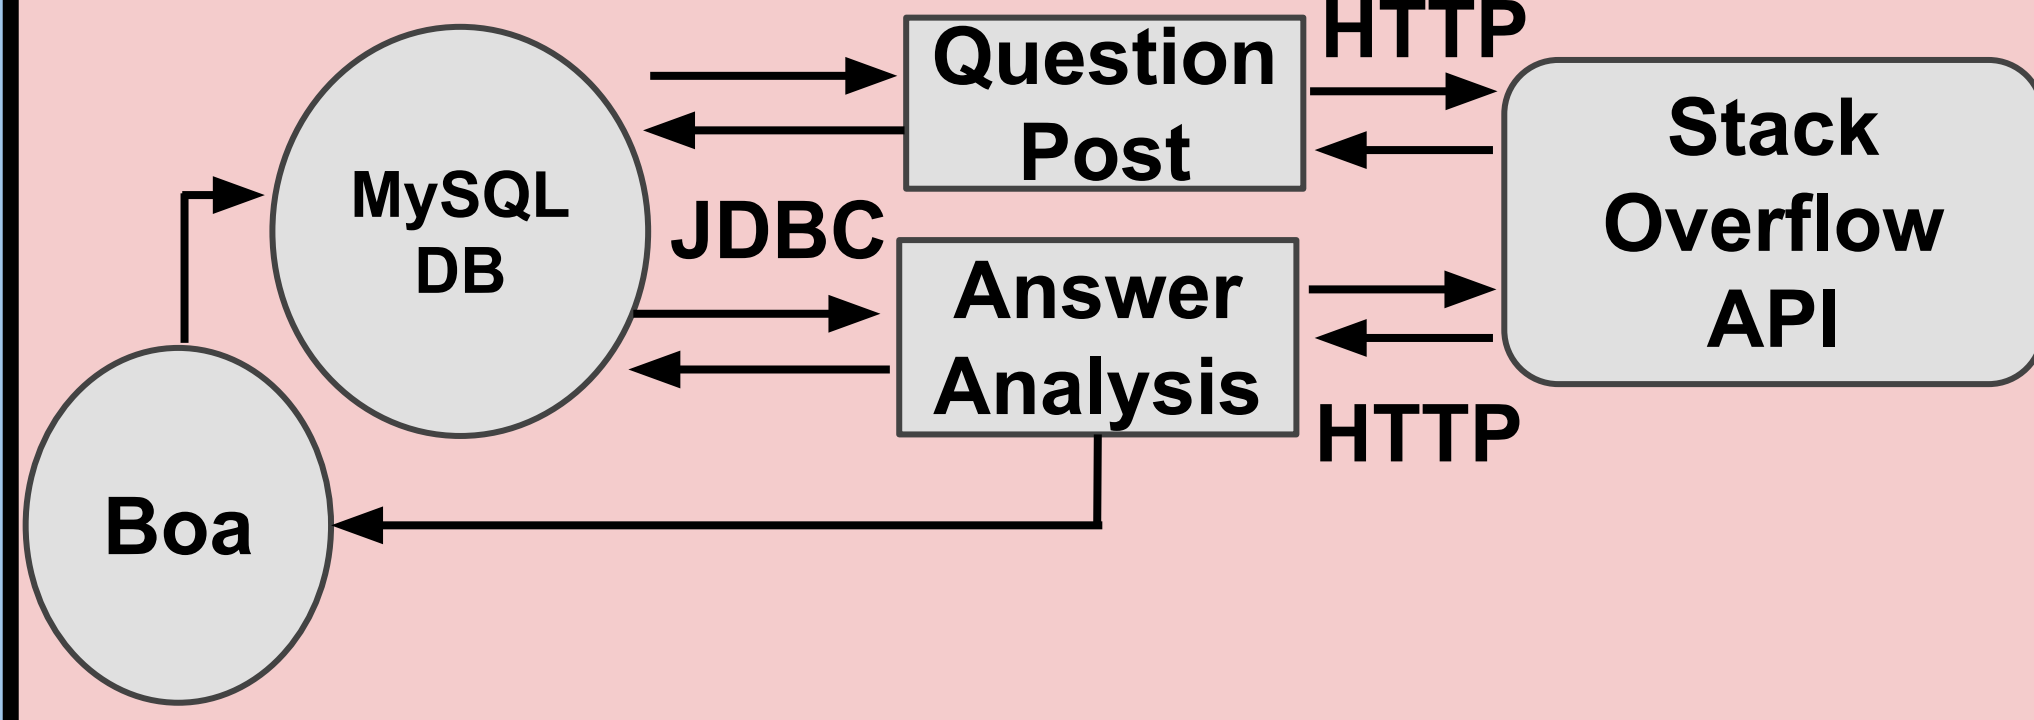 HTTP
Question
Post
Stack
Overflow
API
MySQL
DB
JDBC
Answer
Analysis
HTTP
Boa